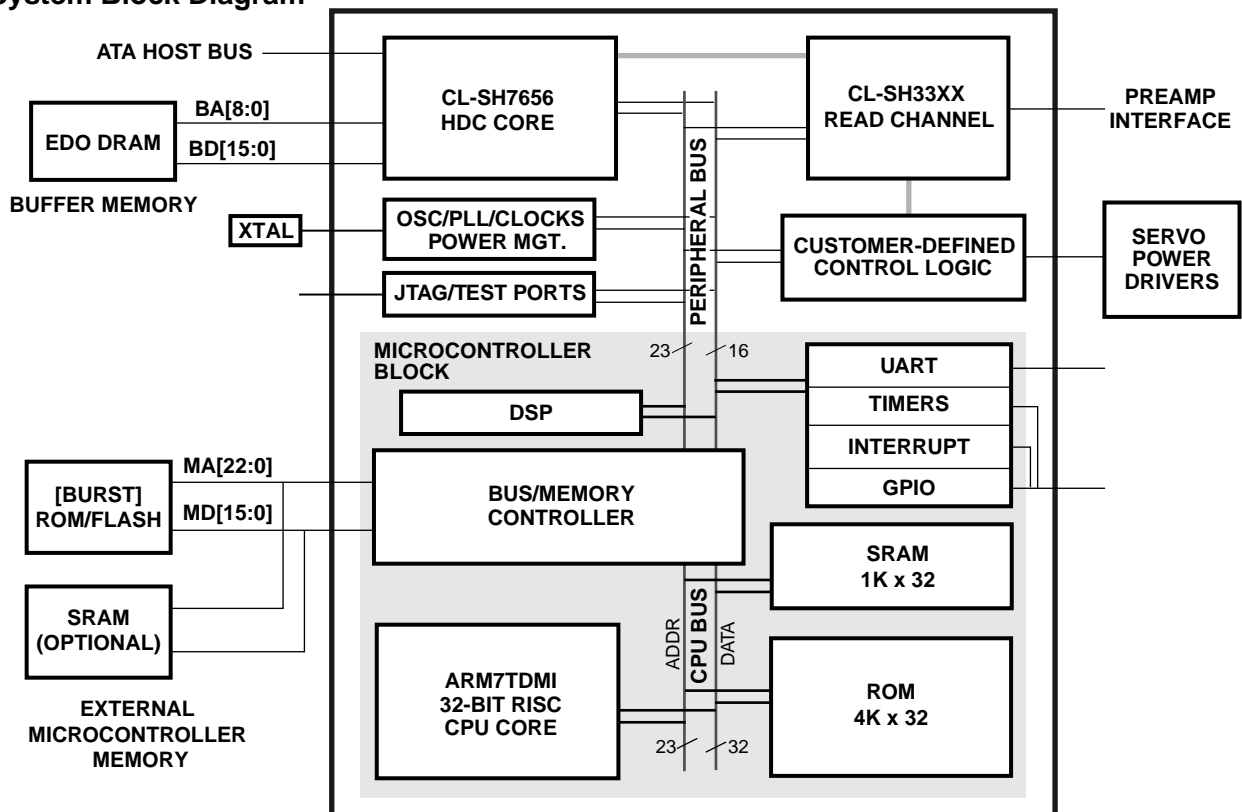 System Block Diagram
ATA HOST BUS
CL-SH7656
HDC CORE
CL-SH33XX
READ CHANNEL
PREAMP
INTERFACE
EDO DRAM
BA[8:0]
BD[15:0]
BUFFER MEMORY
XTAL
OSC/PLL/CLOCKS
POWER MGT.
JTAG/TEST PORTS
PERIPHERAL BUS
CUSTOMER-DEFINED
CONTROL LOGIC
SERVO
POWER
DRIVERS
MICROCONTROLLER
BLOCK
23
16
DSP
UART
TIMERS
INTERRUPT
GPIO
[BURST]
ROM/FLASH
MA[22:0]
MD[15:0]
BUS/MEMORY
CONTROLLER
SRAM
1K x 32
SRAM
(OPTIONAL)
ADDR
CPU BUS
DATA
ARM7TDMI
32-BIT RISC
CPU CORE
ROM
4K x 32
23
32
EXTERNAL
MICROCONTROLLER
MEMORY